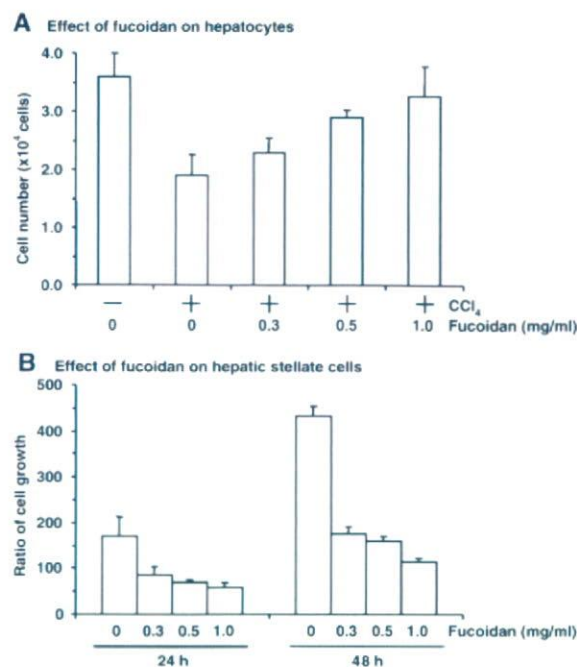 A Effect of fucoidan on hepatocytes
Cell number (x10⁴ cells)
4.0
3.0
2.0
1.0
0.0
− + + + + CCl₄
0 0 0.3 0.5 1.0 Fucoidan (mg/ml)
B Effect of fucoidan on hepatic stellate cells
Ratio of cell growth
500
400
300
200
100
0
0 0.3 0.5 1.0 0 0.3 0.5 1.0 Fucoidan (mg/ml)
24 h 48 h